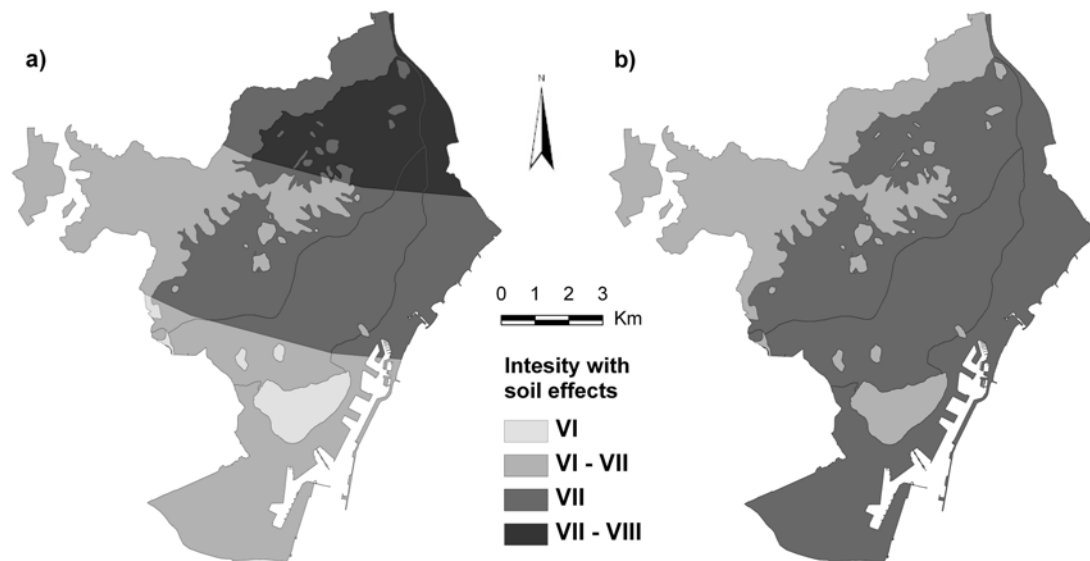 a)
b)
N
0 1 2 3
Km
Intesity with
soil effects
VI
VI - VII
VII
VII - VIII